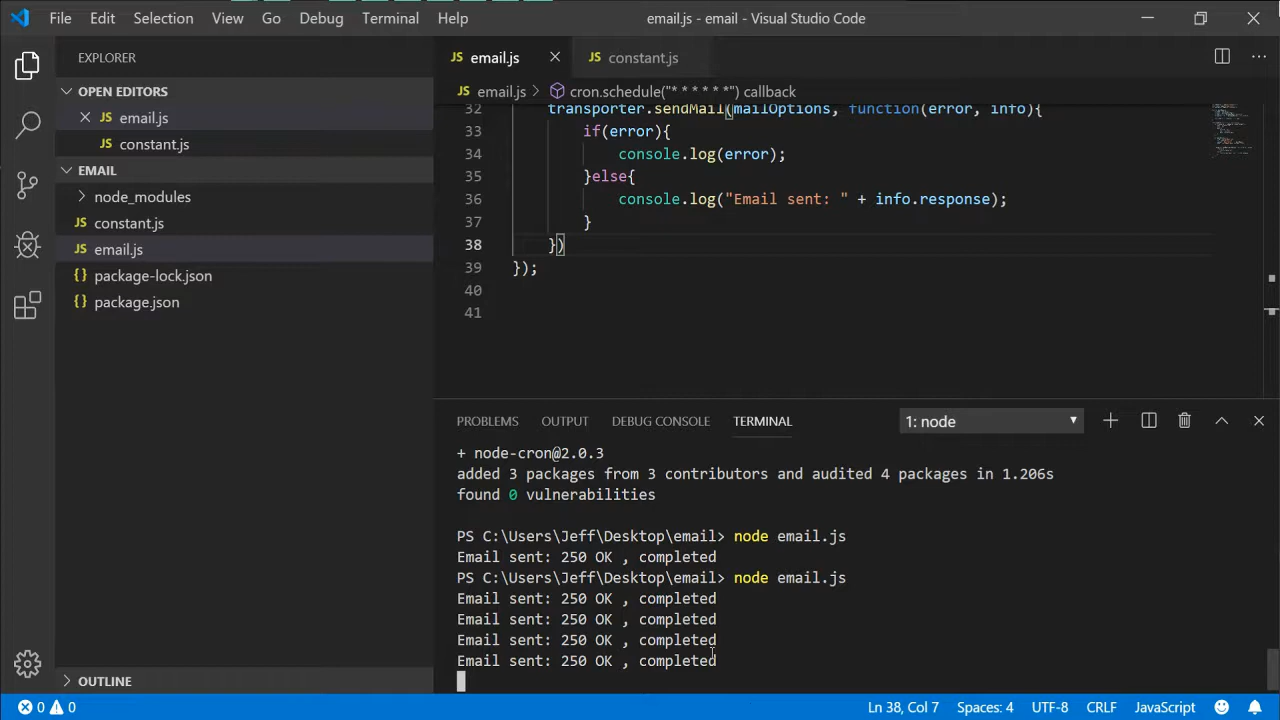 File Edit Selection View Go Debug Terminal Help email.js - email - Visual Studio Code
EXPLORER
OPEN EDITORS
email.js
JS constant.js
EMAIL
node_modules
JS constant.js
JS email.js
{} package-lock.json
{} package.json
OUTLINE
JS email.js JS constant.js
JS email.js > cron.schedule("* * * * * *") callback
32 transporter.sendMail(mailOptions, function(error, info){
33 if(error){
34 console.log(error);
35 }else{
36 console.log("Email sent: " + info.response);
37 }
38 })
39 });
40
41
PROBLEMS OUTPUT DEBUG CONSOLE TERMINAL 1: node
+ node-cron@2.0.3
added 3 packages from 3 contributors and audited 4 packages in 1.206s
found 0 vulnerabilities
PS C:\Users\Jeff\Desktop\email> node email.js
Email sent: 250 OK , completed
PS C:\Users\Jeff\Desktop\email> node email.js
Email sent: 250 OK , completed
Email sent: 250 OK , completed
Email sent: 250 OK , completed
Email sent: 250 OK , completed
0 0 Ln 38, Col 7 Spaces: 4 UTF-8 CRLF JavaScript